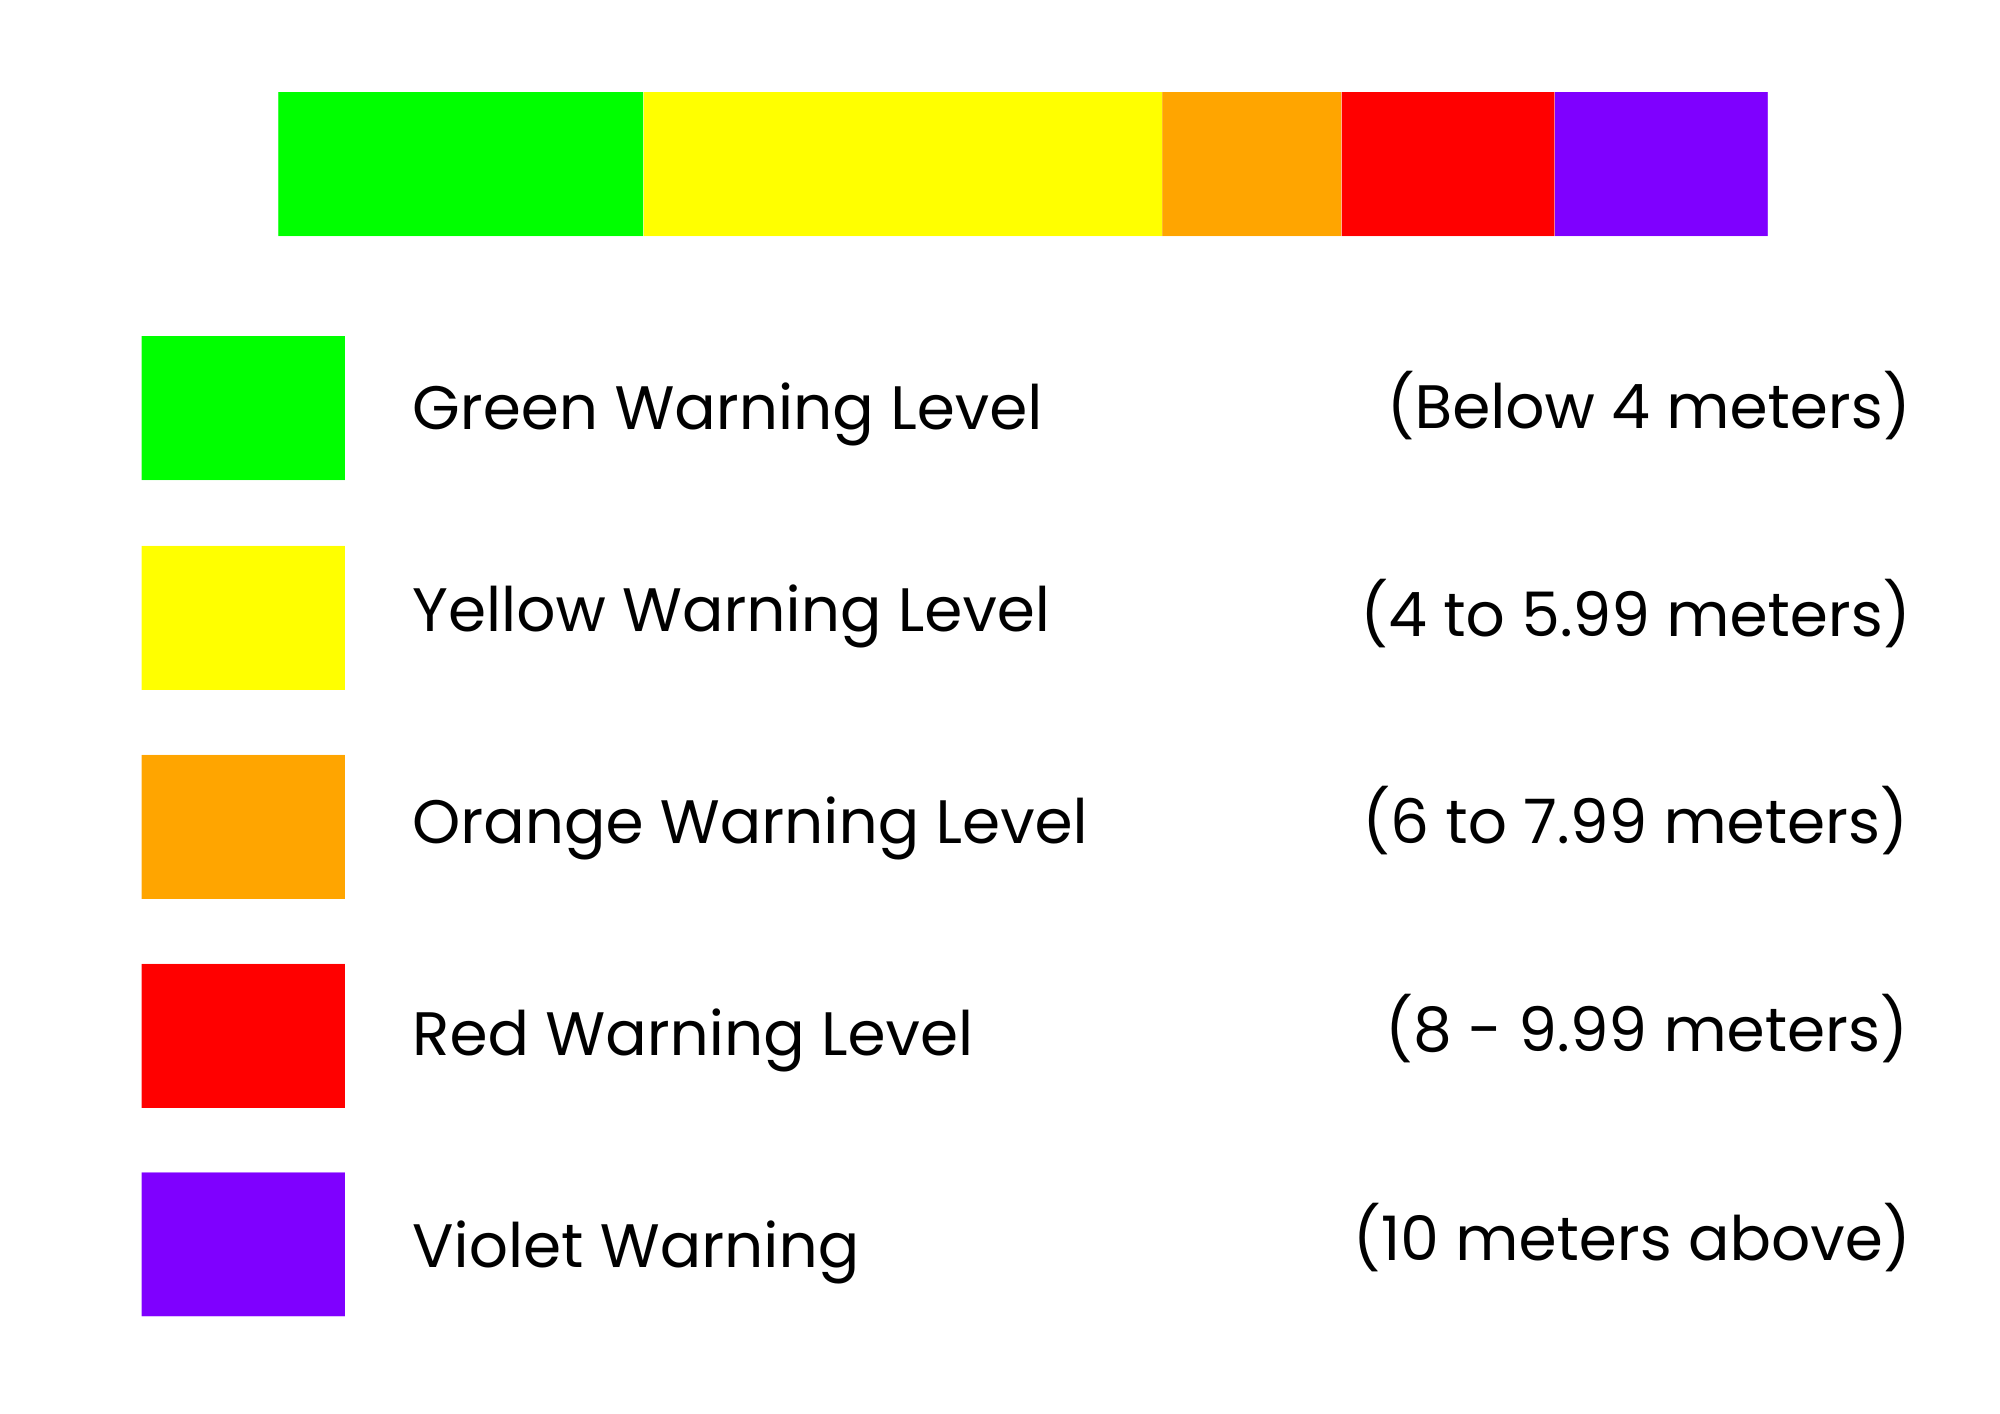 Green Warning Level (Below 4 meters)
Yellow Warning Level (4 to 5.99 meters)
Orange Warning Level (6 to 7.99 meters)
Red Warning Level (8 - 9.99 meters)
Violet Warning (10 meters above)